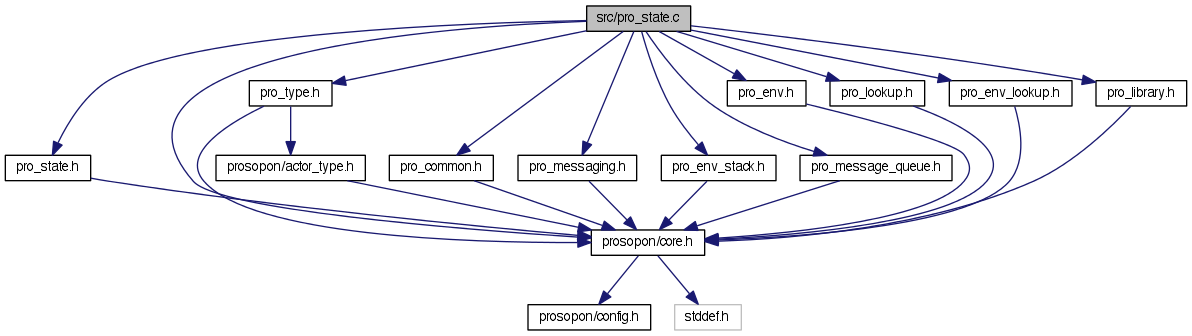 src/pro_state.c
pro_type.h
pro_env.h
pro_lookup.h
pro_env_lookup.h
pro_library.h
pro_state.h
prosopon/actor_type.h
pro_common.h
pro_messaging.h
pro_env_stack.h
pro_message_queue.h
prosopon/core.h
prosopon/config.h
stddef.h